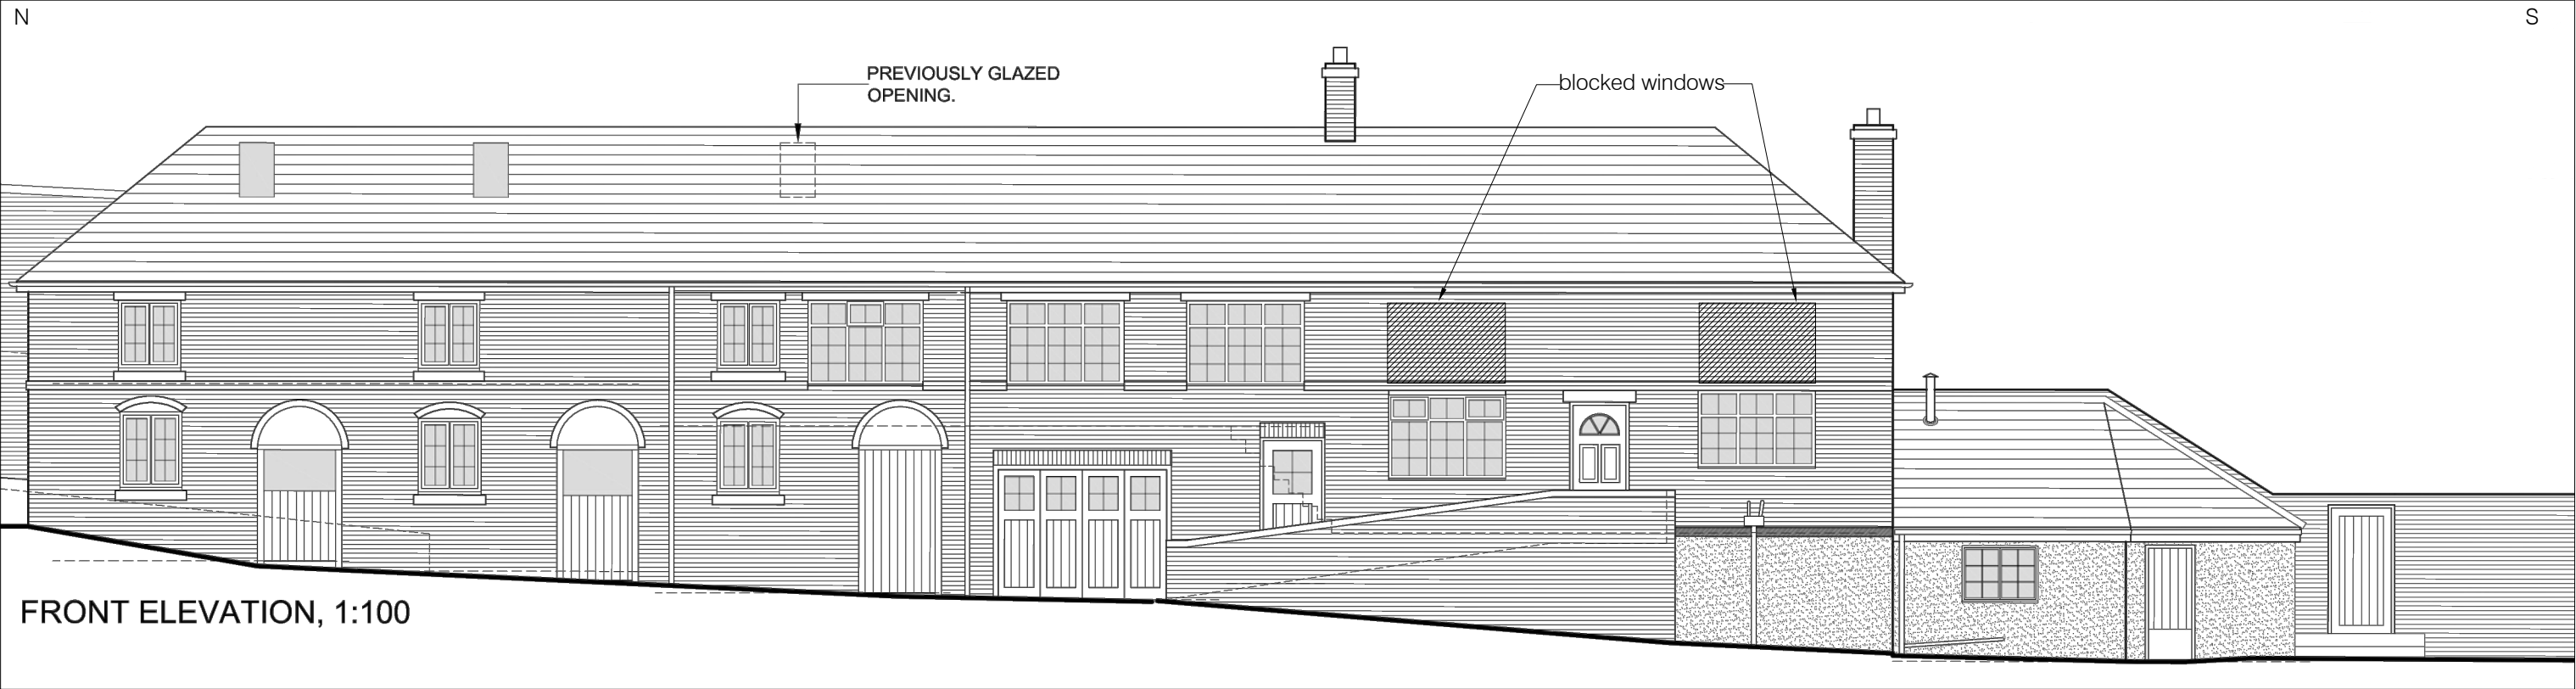 N
S
PREVIOUSLY GLAZED
OPENING.
blocked windows
FRONT ELEVATION, 1:100